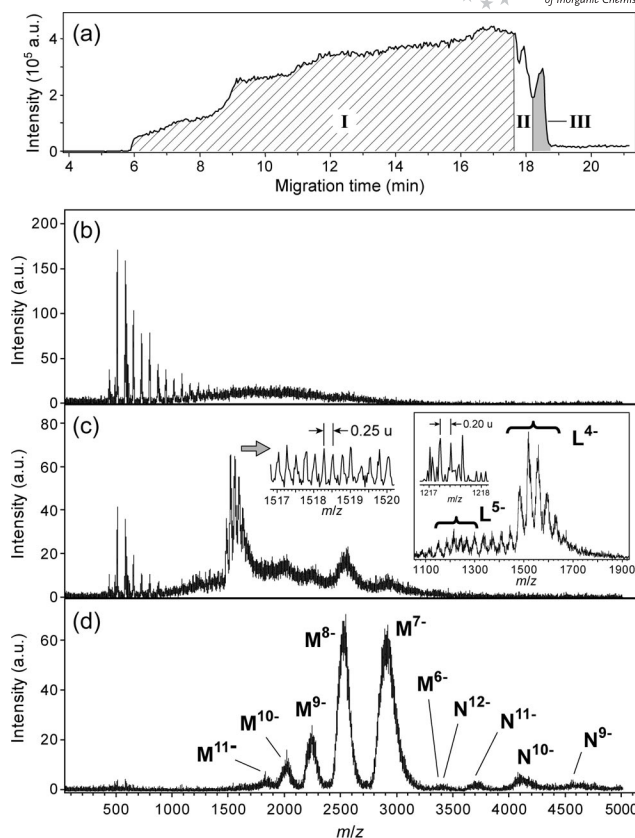 of Inorganic Chemis
(a)
Intensity (10⁵ a.u.)
4
2
0
I
II
III
4 6 8 10 12 14 16 18 20
Migration time (min)
(b)
Intensity (a.u.)
200
150
100
50
0
(c)
Intensity (a.u.)
80
60
40
20
0
0.25 u
1517 1518 1519 1520
m/z
0.20 u
1217 1218
m/z
L⁴⁻
L⁵⁻
1100 1300 1500 1700 1900
m/z
(d)
Intensity (a.u.)
60
40
20
0
M¹¹⁻
M¹⁰⁻
M⁹⁻
M⁸⁻
M⁷⁻
M⁶⁻
N¹²⁻
N¹¹⁻
N¹⁰⁻
N⁹⁻
500 1000 1500 2000 2500 3000 3500 4000 4500 5000
m/z